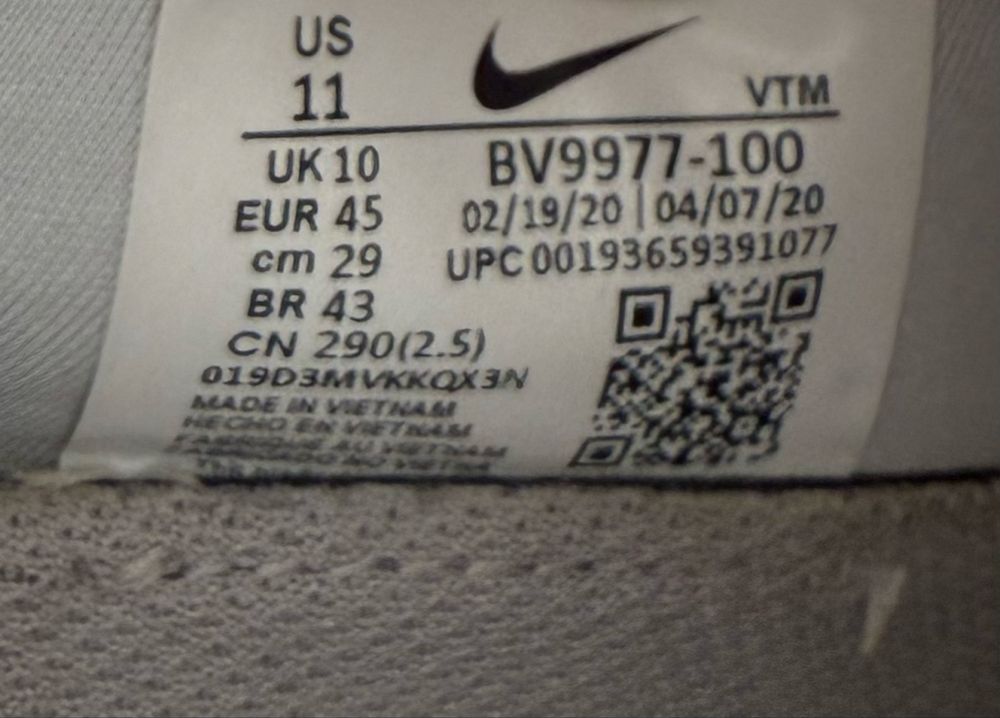 US
11
VTM
UK 10
BV9977-100
EUR 45
02/19/20 | 04/07/20
cm 29
UPC 00193659391077
BR 43
CN 290(2.5)
019D3MVKKQX3N
MADE IN VIETNAM
HECHO EN VIETNAM
FABRIQUE AU VIETNAM